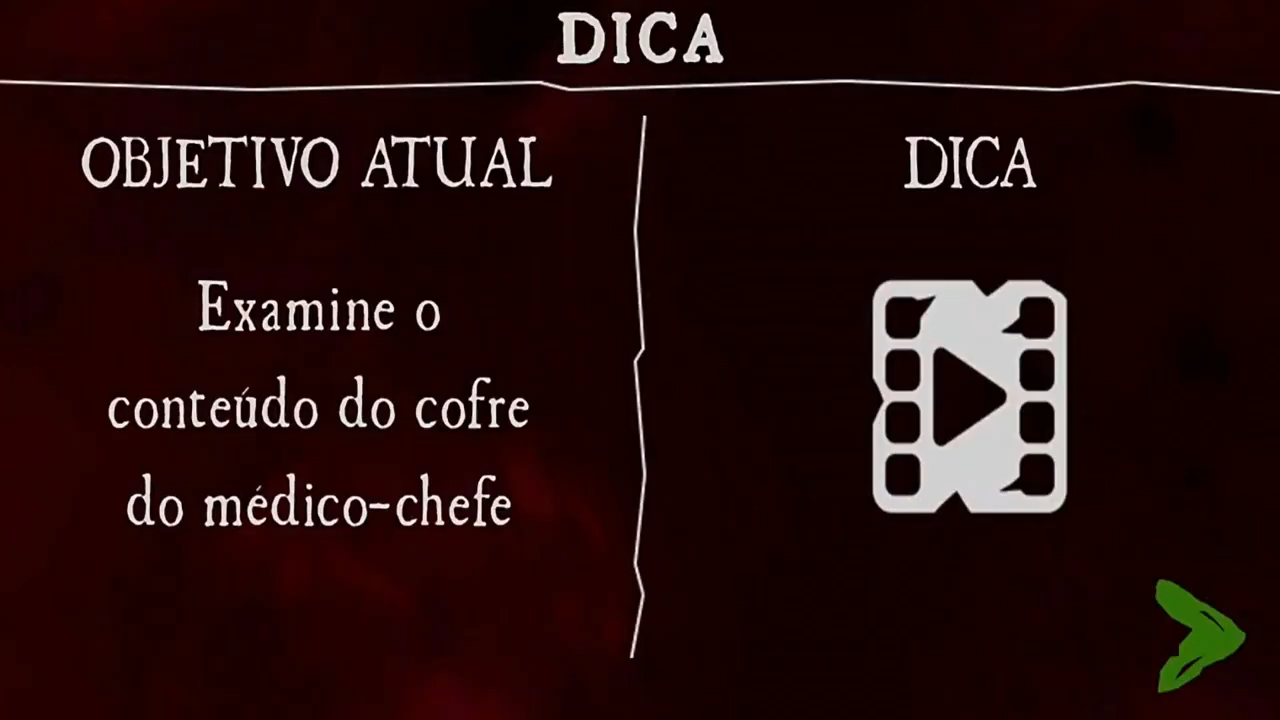 DICA
OBJETIVO ATUAL
Examine o
conteúdo do cofre
do médico-chefe
DICA